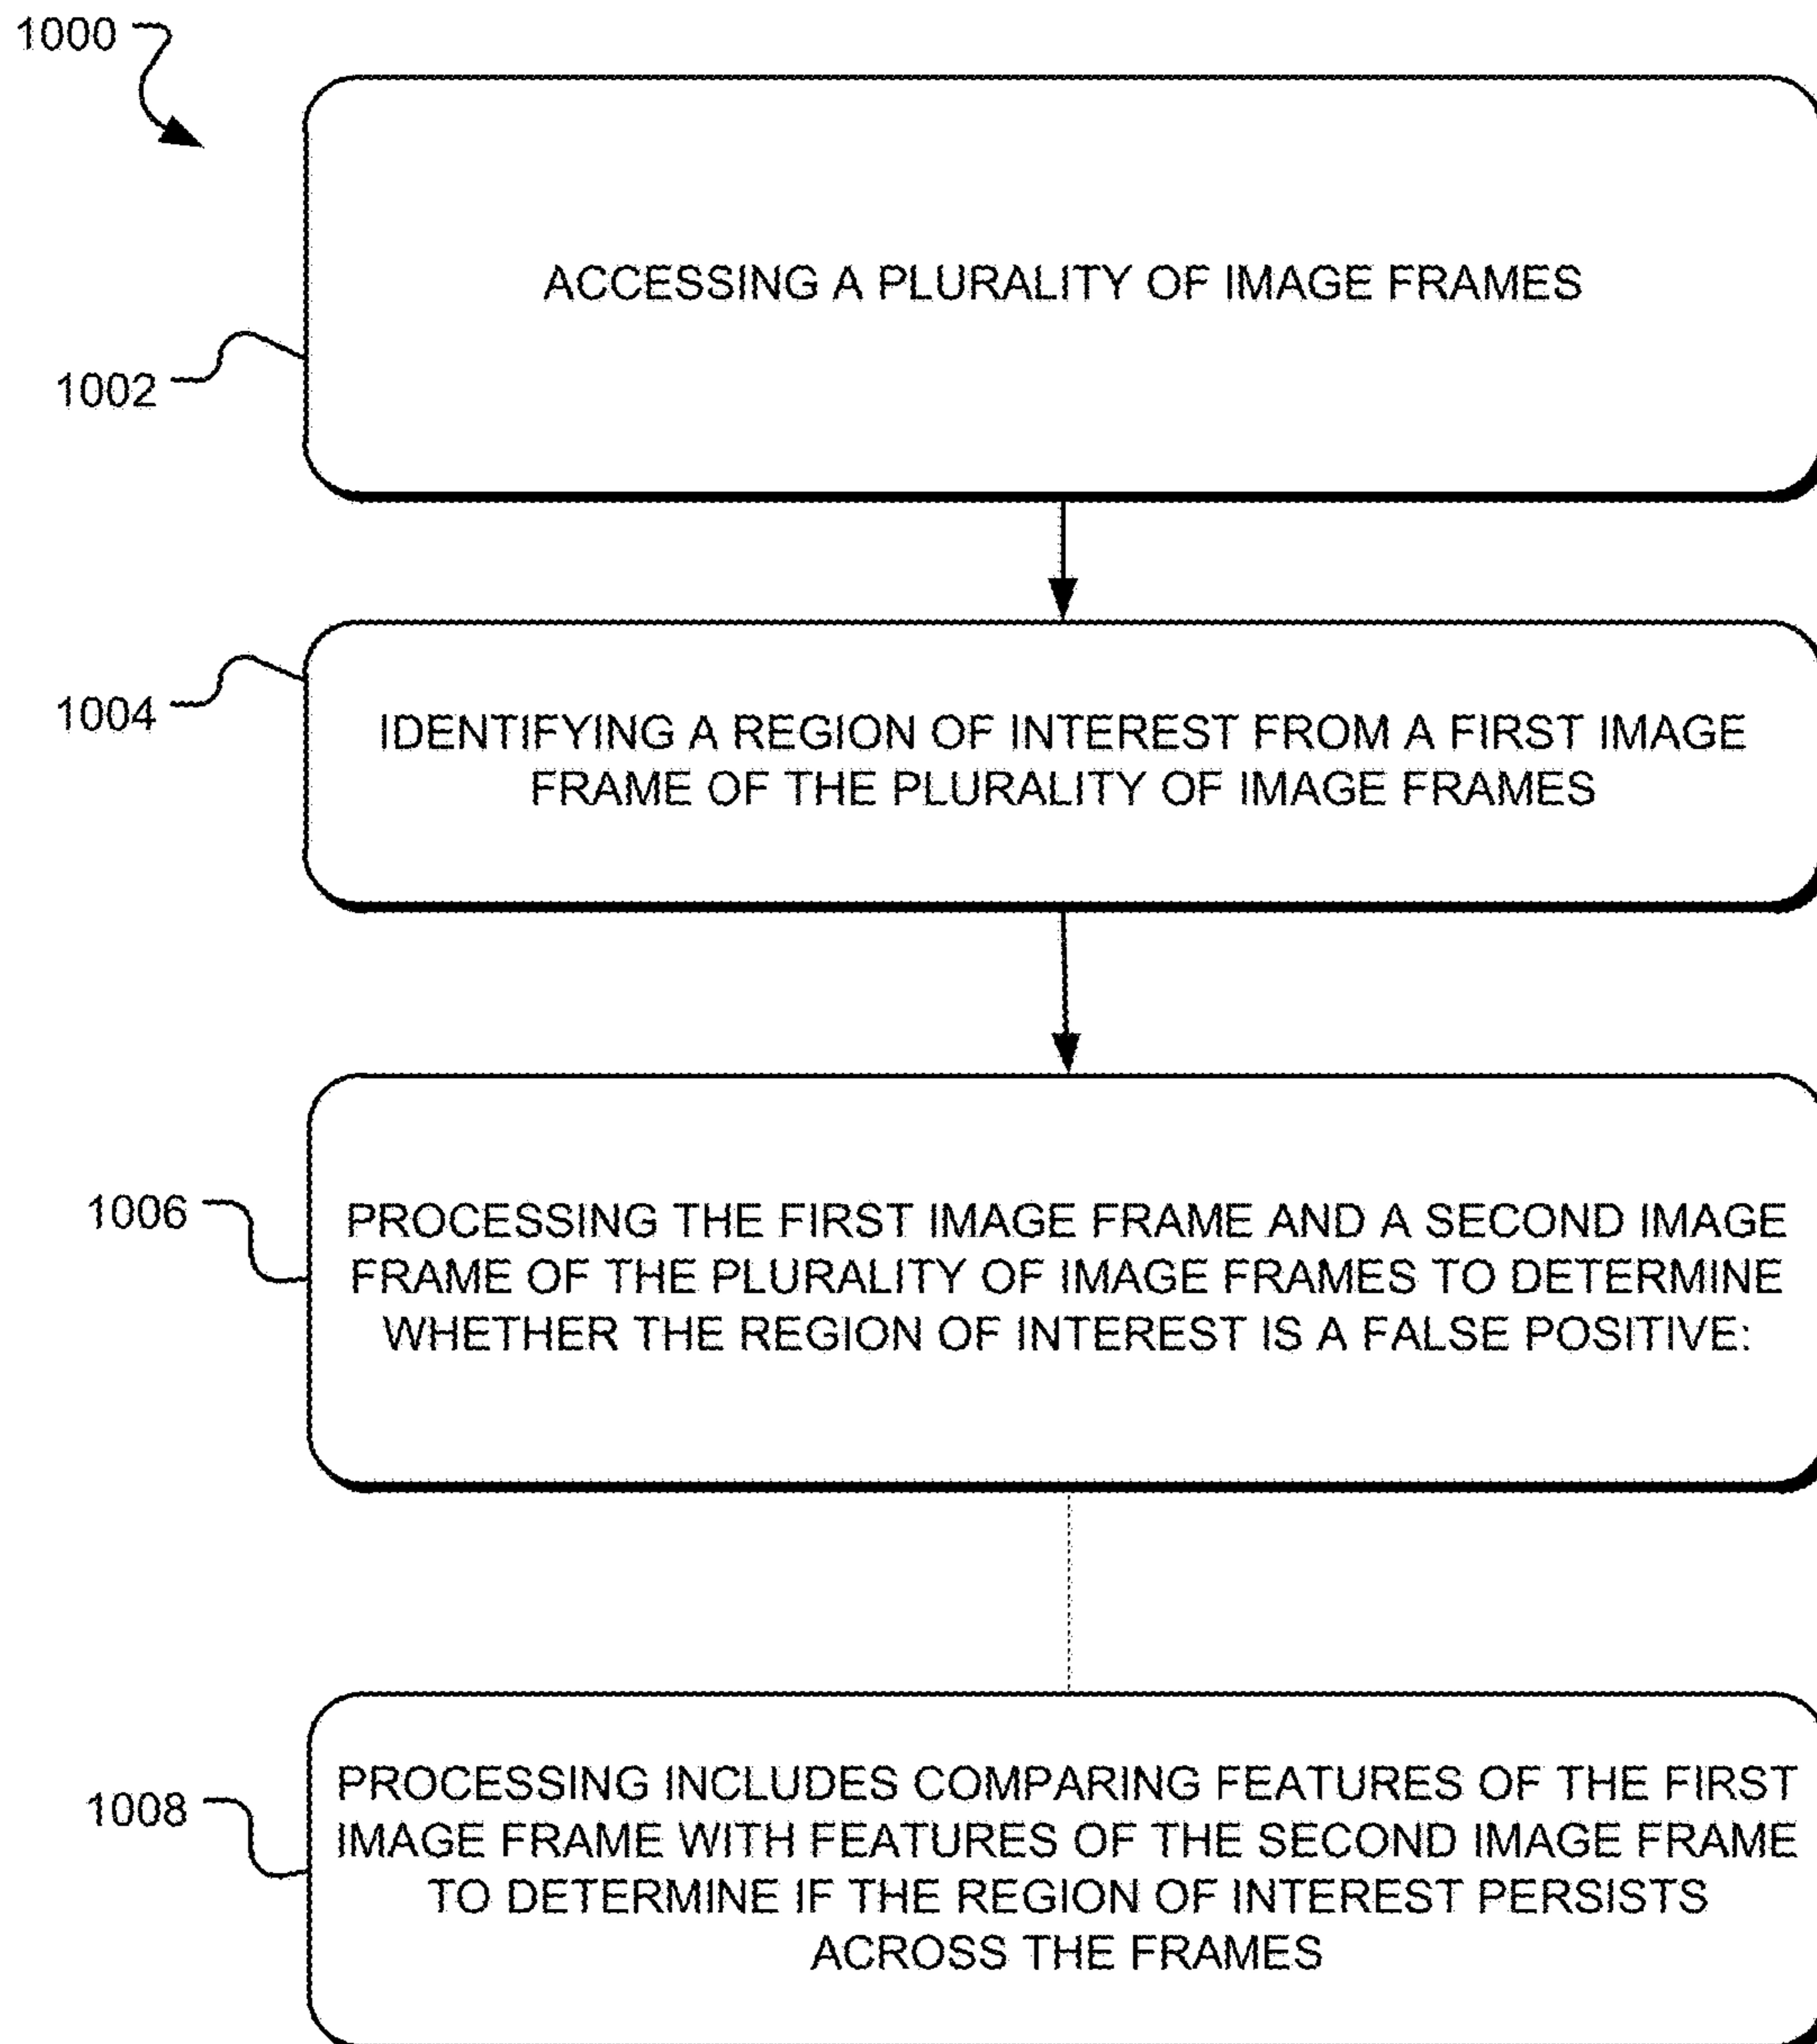 1000
ACCESSING A PLURALITY OF IMAGE FRAMES
1002
1004
IDENTIFYING A REGION OF INTEREST FROM A FIRST IMAGE
FRAME OF THE PLURALITY OF IMAGE FRAMES
1006
PROCESSING THE FIRST IMAGE FRAME AND A SECOND IMAGE
FRAME OF THE PLURALITY OF IMAGE FRAMES TO DETERMINE
WHETHER THE REGION OF INTEREST IS A FALSE POSITIVE:
1008
PROCESSING INCLUDES COMPARING FEATURES OF THE FIRST
IMAGE FRAME WITH FEATURES OF THE SECOND IMAGE FRAME
TO DETERMINE IF THE REGION OF INTEREST PERSISTS
ACROSS THE FRAMES